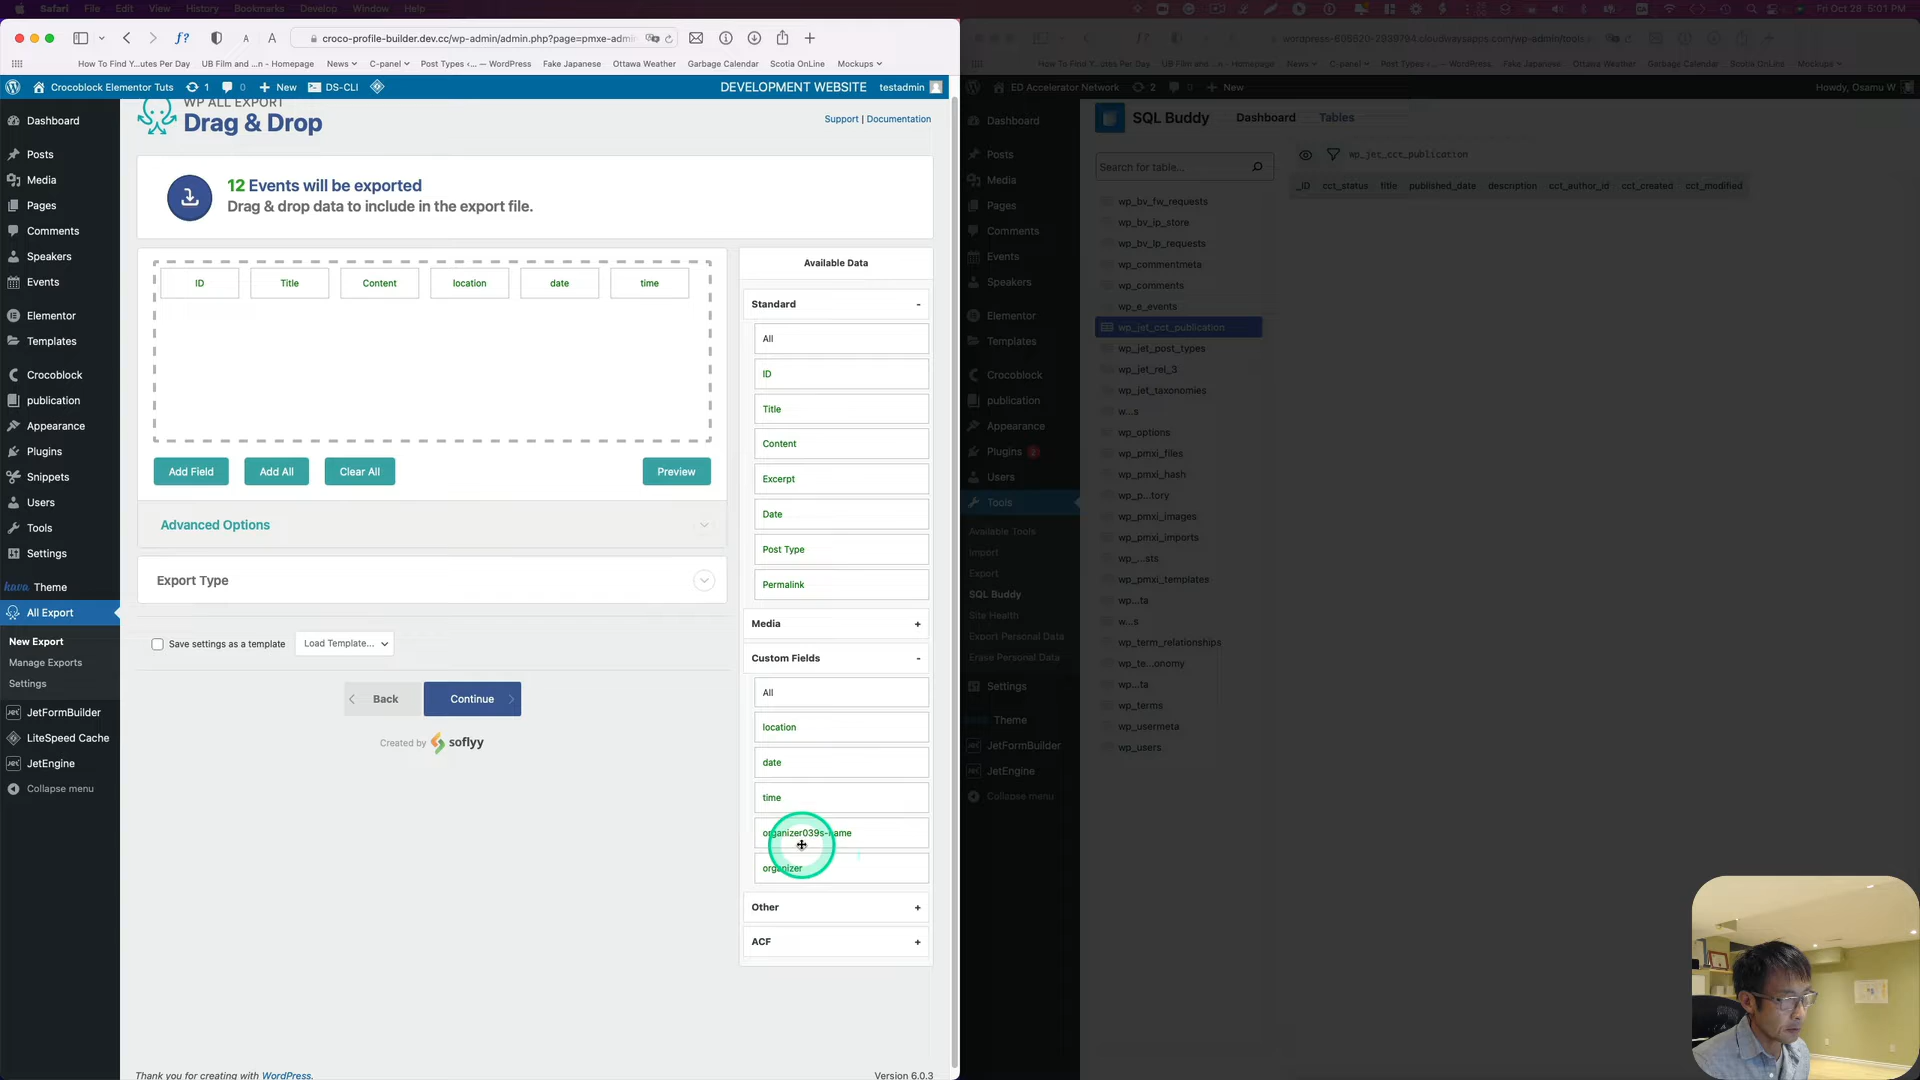 Safari File Edit View History Bookmarks Develop Window Help
Fri Oct 28 5:01 PM
croco-profile-builder.dev.cc/wp-admin/admin.php?page=pmxe-admin
How To Find Y...utes Per Day UB Film and ...n - Homepage News C-panel Post Types ‹... — WordPress Fake Japanese Ottawa Weather Garbage Calendar Scotia OnLine Mockups
Crocoblock Elementor Tuts 1 0 New DS-CLI DEVELOPMENT WEBSITE testadmin
Dashboard
Posts
Media
Pages
Comments
Speakers
Events
Elementor
Templates
Crocoblock
publication
Appearance
Plugins
Snippets
Users
Tools
Settings
kava Theme
All Export
New Export
Manage Exports
Settings
JetFormBuilder
LiteSpeed Cache
JetEngine
Collapse menu
WP ALL EXPORT
Drag & Drop
Support | Documentation
12 Events will be exported
Drag & drop data to include in the export file.
ID Title Content location date time
Add Field Add All Clear All Preview
Advanced Options
Export Type
Save settings as a template Load Template...
Back Continue
Created by soflyy
Available Data
Standard -
All
ID
Title
Content
Excerpt
Date
Post Type
Permalink
Media +
Custom Fields -
All
location
date
time
organizer039s-name
organizer
Other +
ACF +
Thank you for creating with WordPress.
Version 6.0.3
wordpress-605620-2939794.cloudwaysapps.com/wp-admin/tools
How To Find Y...utes Per Day UB Film and ...n - Homepage News C-panel Post Types ‹... — WordPress Fake Japanese Ottawa Weather Garbage Calendar Scotia OnLine Mockups
ED Accelerator Network 2 0 New Howdy, Osamu W
Dashboard
Posts
Media
Pages
Comments
Events
Speakers
Elementor
Templates
Crocoblock
publication
Appearance
Plugins 2
Users
Tools
Available Tools
Import
Export
SQL Buddy
Site Health
Export Personal Data
Erase Personal Data
Settings
Theme
JetFormBuilder
JetEngine
Collapse menu
SQL Buddy Dashboard Tables
Search for table...
wp_bv_fw_requests
wp_bv_ip_store
wp_bv_lp_requests
wp_commentmeta
wp_comments
wp_e_events
wp_jet_cct_publication
wp_jet_post_types
wp_jet_rel_3
wp_jet_taxonomies
w...s
wp_options
wp_pmxi_files
wp_pmxi_hash
wp_p...tory
wp_pmxi_images
wp_pmxi_imports
wp_...sts
wp_pmxi_templates
wp...ta
w...s
wp_term_relationships
wp_te...onomy
wp...ta
wp_terms
wp_usermeta
wp_users
wp_jet_cct_publication
_ID cct_status title published_date description cct_author_id cct_created cct_modified